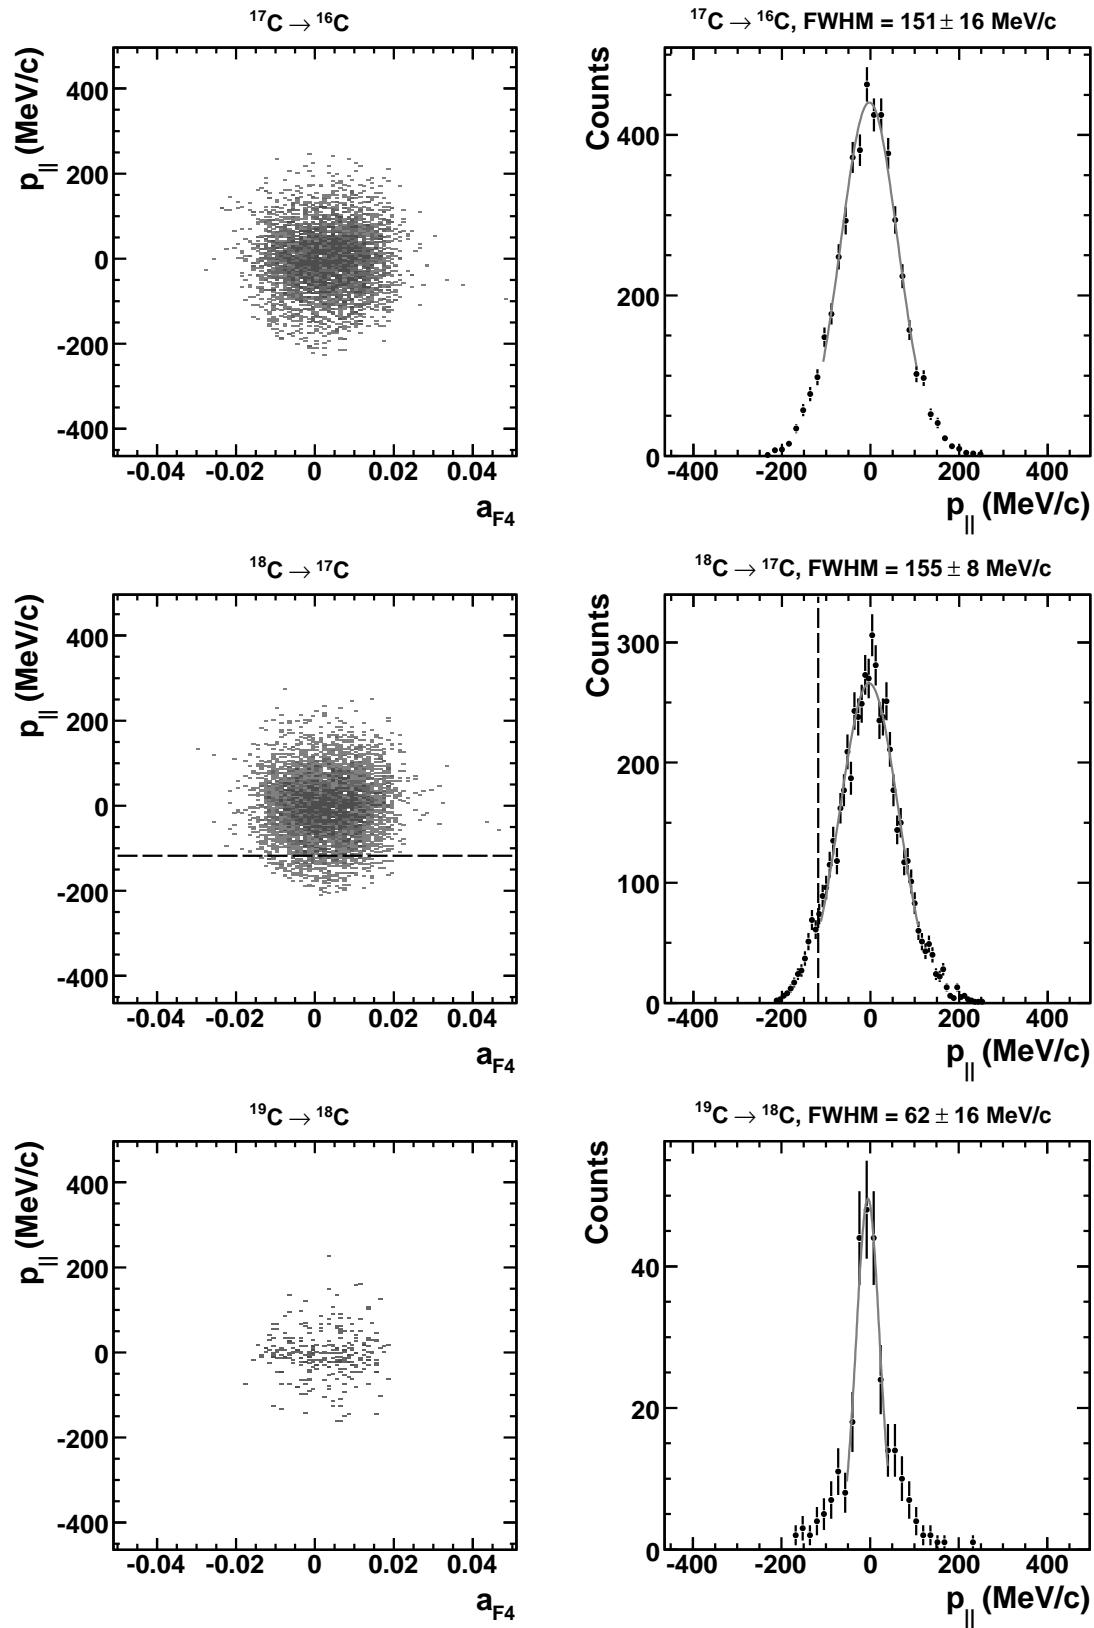 ¹⁷C → ¹⁶C
p|| (MeV/c)
400
200
0
-200
-400
-0.04 -0.02 0 0.02 0.04
aF4
¹⁷C → ¹⁶C, FWHM = 151 ± 16 MeV/c
Counts
400
200
0
-400 -200 0 200 400
p|| (MeV/c)
¹⁸C → ¹⁷C
p|| (MeV/c)
400
200
0
-200
-400
-0.04 -0.02 0 0.02 0.04
aF4
¹⁸C → ¹⁷C, FWHM = 155 ± 8 MeV/c
Counts
300
200
100
0
-400 -200 0 200 400
p|| (MeV/c)
¹⁹C → ¹⁸C
p|| (MeV/c)
400
200
0
-200
-400
-0.04 -0.02 0 0.02 0.04
aF4
¹⁹C → ¹⁸C, FWHM = 62 ± 16 MeV/c
Counts
40
20
0
-400 -200 0 200 400
p|| (MeV/c)